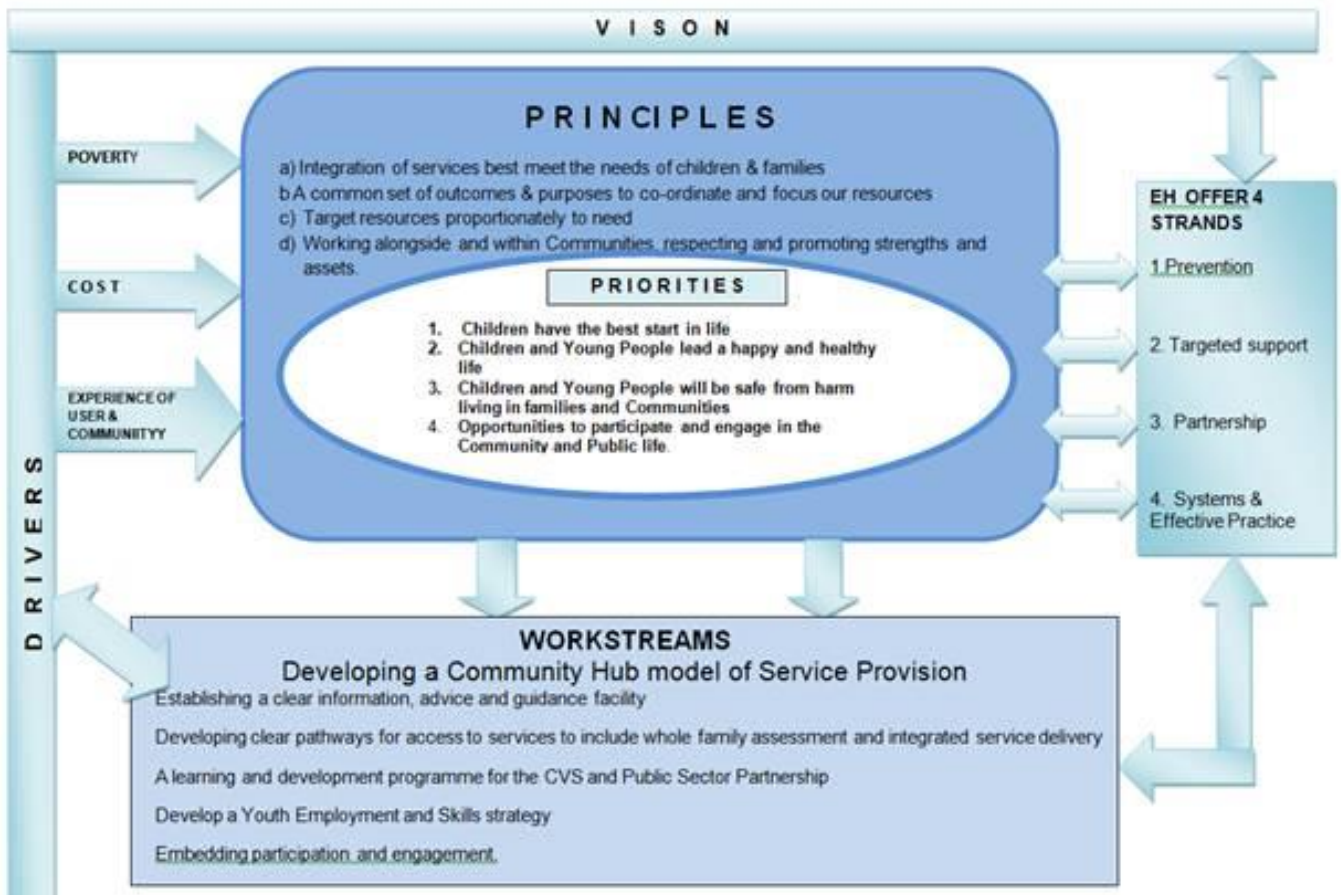 V I S O N
D R I V E R S
POVERTY
COST
EXPERIENCE OF
USER &
COMMUNIITYY
P R I N C I P L E S
a) Integration of services best meet the needs of children & families
b A common set of outcomes & purposes to co-ordinate and focus our resources
c) Target resources proportionately to need
d) Working alongside and within Communities, respecting and promoting strengths and
assets.
P R I O R I T I E S
1. Children have the best start in life
2. Children and Young People lead a happy and healthy
life
3. Children and Young People will be safe from harm
living in families and Communities
4. Opportunities to participate and engage in the
Community and Public life.
EH OFFER 4
STRANDS
1.Prevention
2. Targeted support
3. Partnership
4. Systems &
Effective Practice
WORKSTREAMS
Developing a Community Hub model of Service Provision
Establishing a clear information, advice and guidance facility
Developing clear pathways for access to services to include whole family assessment and integrated service delivery
A learning and development programme for the CVS and Public Sector Partnership
Develop a Youth Employment and Skills strategy
Embedding participation and engagement.